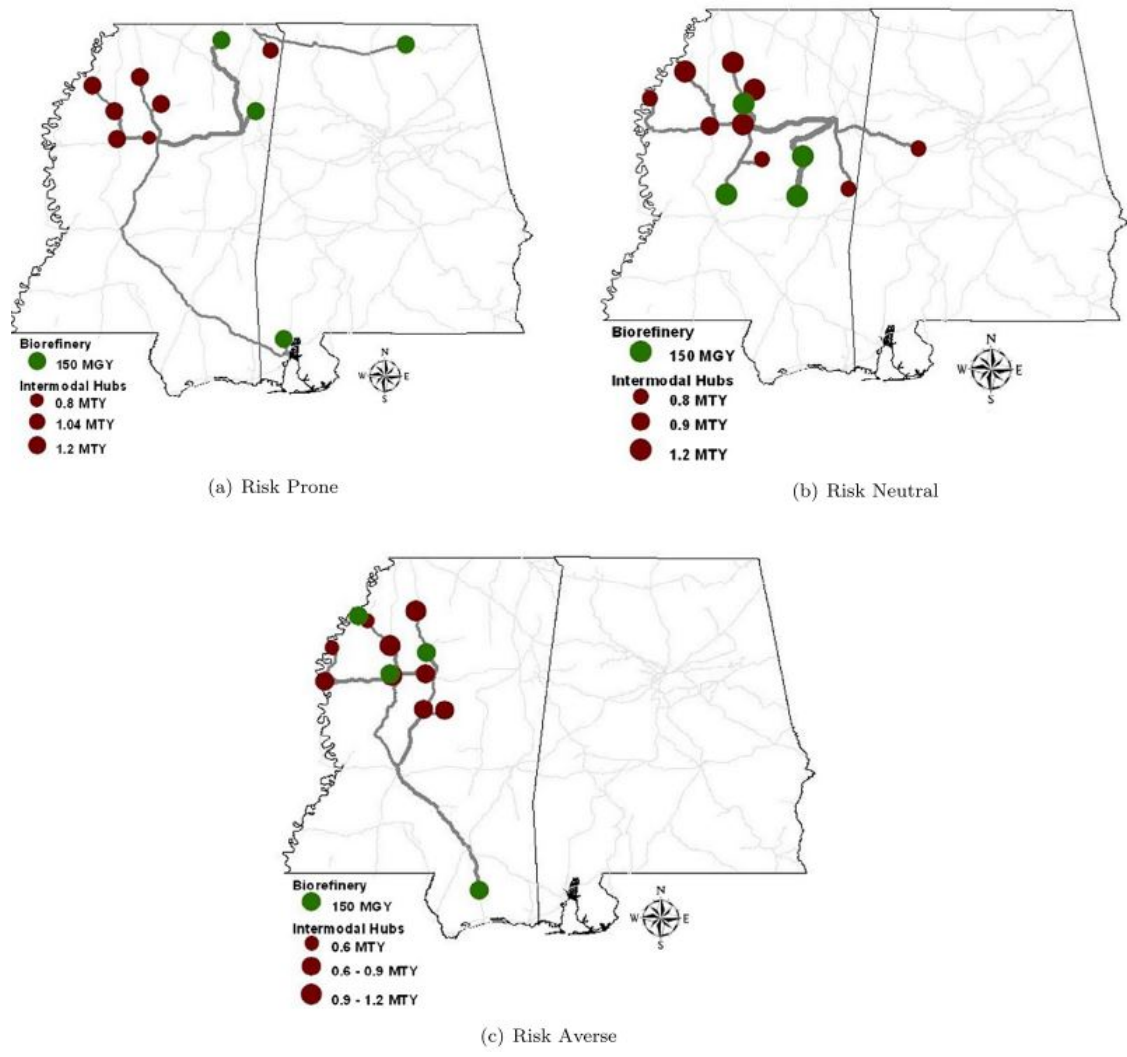 Biorefinery
150 MGY
Intermodal Hubs
0.8 MTY
1.04 MTY
1.2 MTY
N
W E
S
(a) Risk Prone
Biorefinery
150 MGY
Intermodal Hubs
0.8 MTY
0.9 MTY
1.2 MTY
N
W E
S
(b) Risk Neutral
Biorefinery
150 MGY
Intermodal Hubs
0.6 MTY
0.6 - 0.9 MTY
0.9 - 1.2 MTY
N
W E
S
(c) Risk Averse